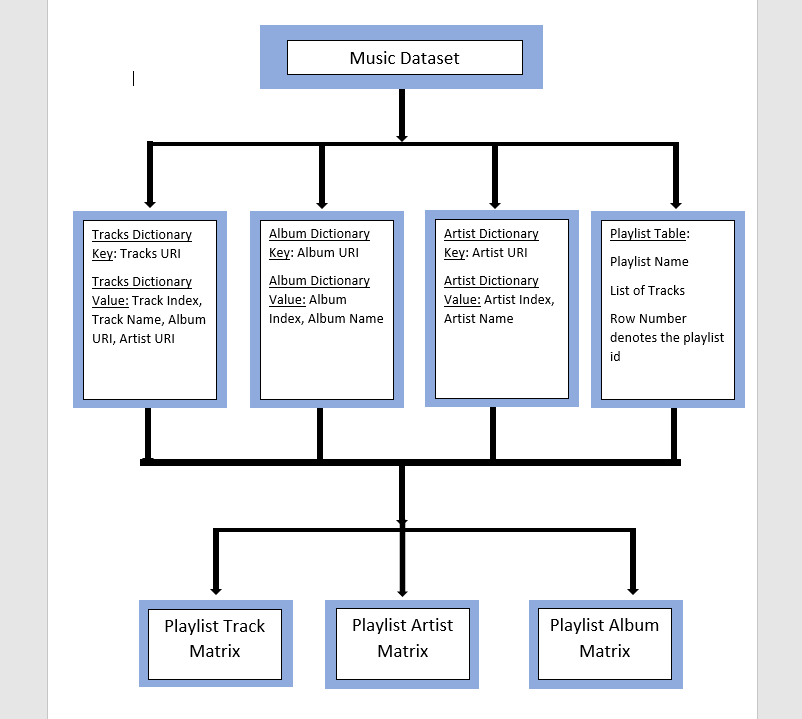 Music Dataset
Tracks Dictionary
Key: Tracks URI
Tracks Dictionary
Value: Track Index,
Track Name, Album
URI, Artist URI
Album Dictionary
Key: Album URI
Album Dictionary
Value: Album
Index, Album Name
Artist Dictionary
Key: Artist URI
Artist Dictionary
Value: Artist Index,
Artist Name
Playlist Table:
Playlist Name
List of Tracks
Row Number
denotes the playlist
id
Playlist Track
Matrix
Playlist Artist
Matrix
Playlist Album
Matrix